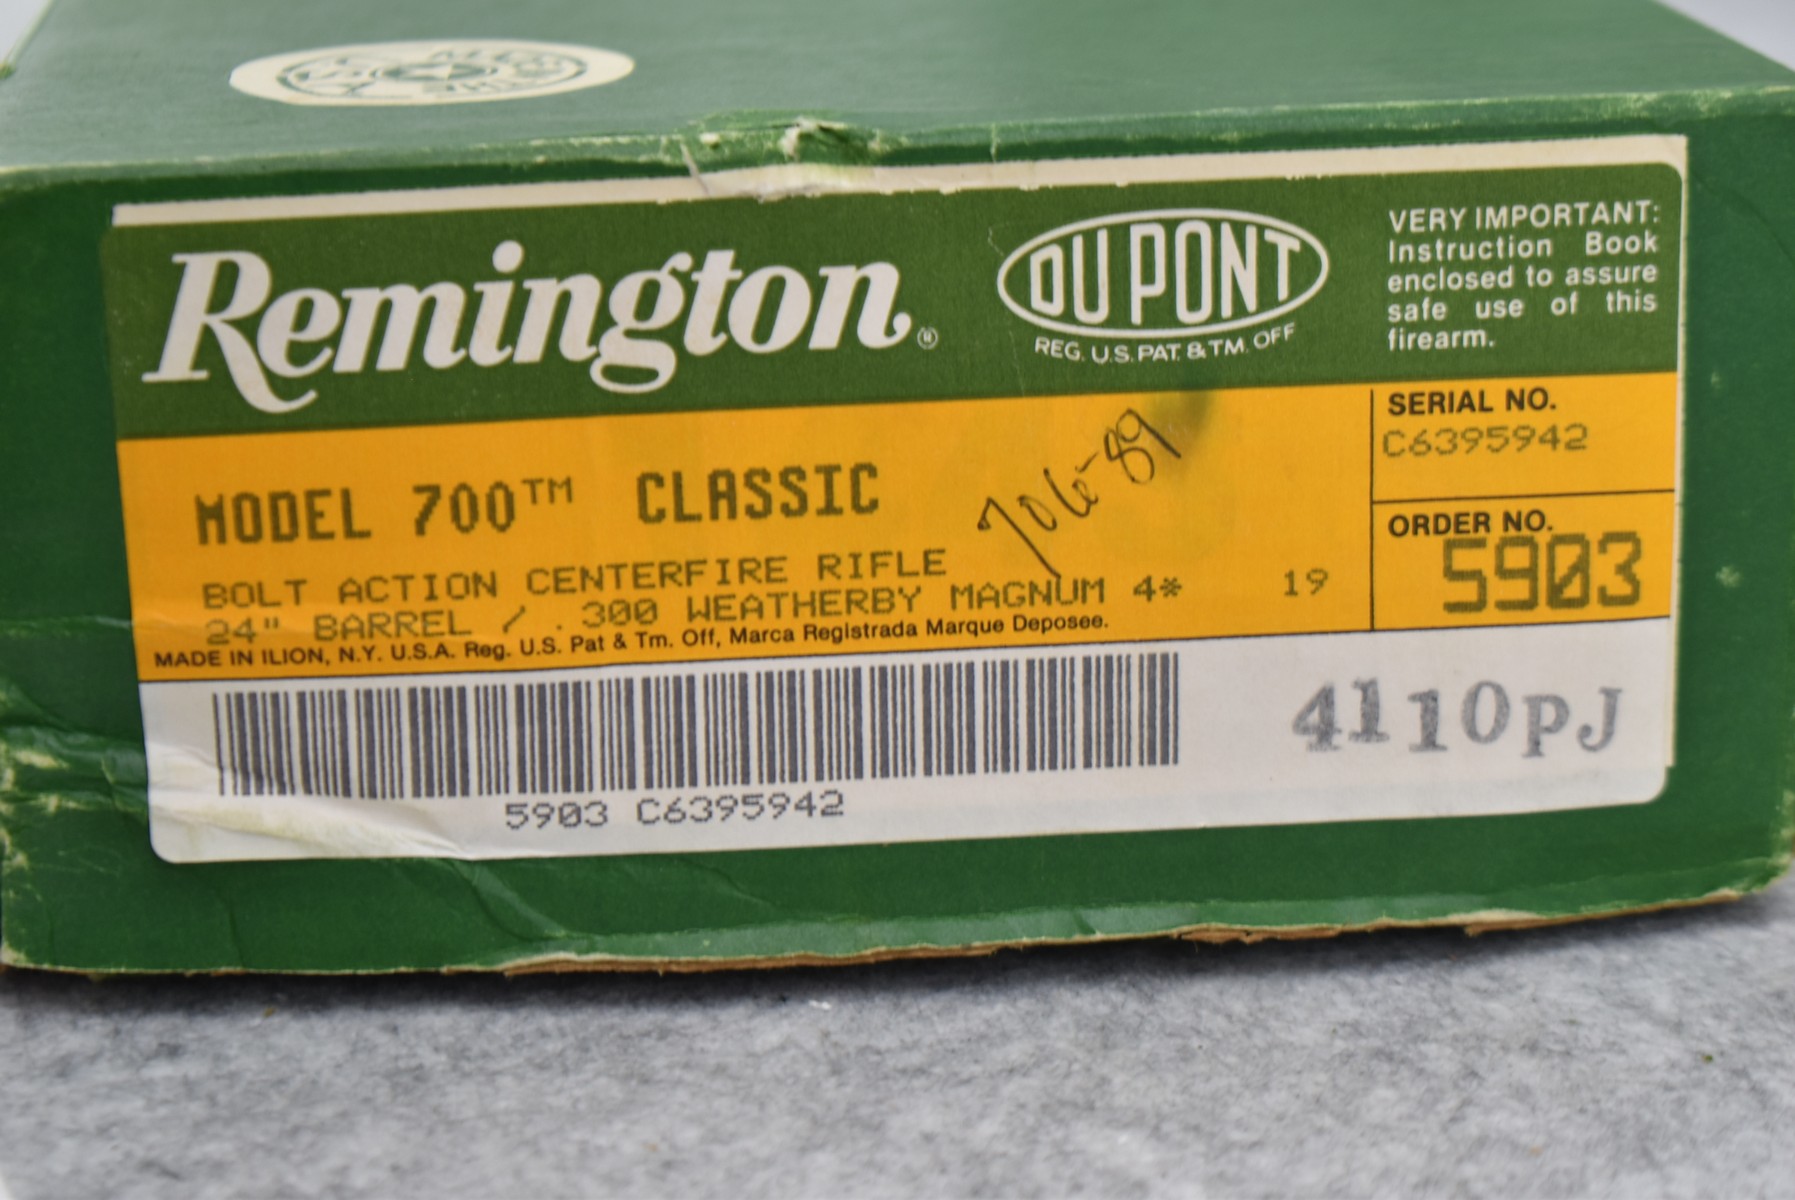 Remington®
DU PONT
REG. U.S. PAT. & TM. OFF
VERY IMPORTANT:
Instruction Book
enclosed to assure
safe use of this
firearm.
MODEL 700™ CLASSIC
706-89
BOLT ACTION CENTERFIRE RIFLE
24" BARREL / .300 WEATHERBY MAGNUM 4* 19
MADE IN ILION, N.Y. U.S.A. Reg. U.S. Pat & Tm. Off, Marca Registrada Marque Deposee.
SERIAL NO.
C6395942
ORDER NO.
5903
5903 C6395942
4110PJ